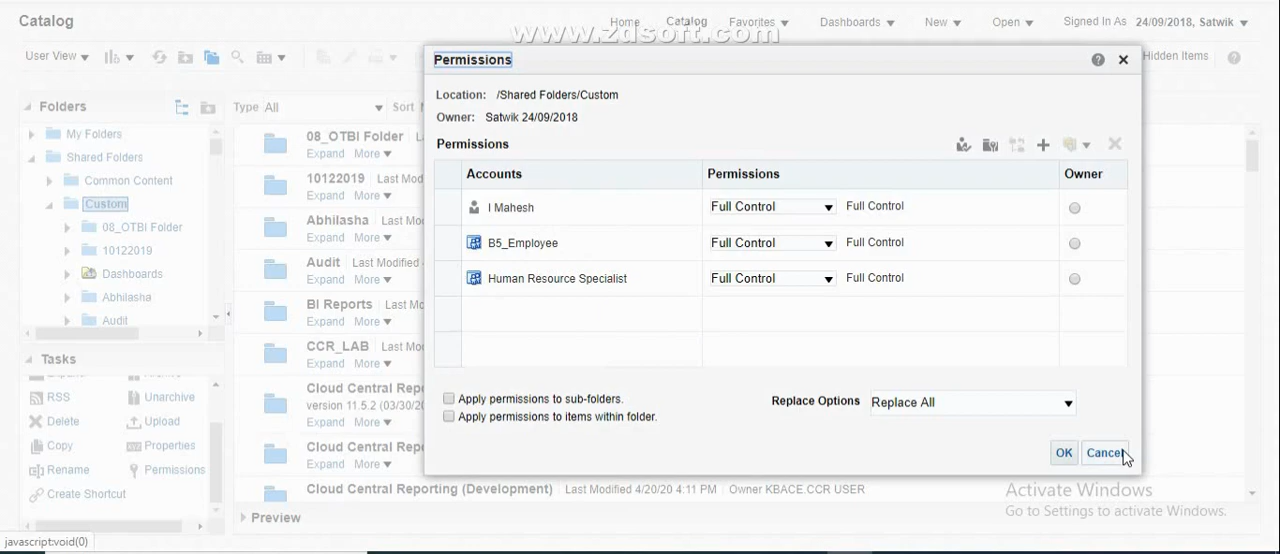 Catalog
Home Catalog Favorites Dashboards New Open Signed In As 24/09/2018, Satwik
www.zdsoft.com
User View
Hidden Items
Permissions
Location: /Shared Folders/Custom
Owner: Satwik 24/09/2018
Permissions
Accounts Permissions Owner
I Mahesh Full Control Full Control
B5_Employee Full Control Full Control
Human Resource Specialist Full Control Full Control
Apply permissions to sub-folders.
Apply permissions to items within folder.
Replace Options Replace All
OK Cancel
Folders
My Folders
Shared Folders
Common Content
Custom
08_OTBI Folder
10122019
Dashboards
Abhilasha
Audit
Tasks
RSS Unarchive
Delete Upload
Copy Properties
Rename Permissions
Create Shortcut
Type All Sort
08_OTBI Folder
Expand More
10122019 Last Mod
Expand More
Abhilasha Last Mod
Expand More
Audit Last Modified
Expand More
BI Reports Last Mo
Expand More
CCR_LAB Last Mo
Expand More
Cloud Central Rep
version 11.5.2 (03/30/20
Expand More
Cloud Central Rep
Expand More
Cloud Central Reporting (Development) Last Modified 4/20/20 4:11 PM Owner KBACE.CCR USER
Preview
Activate Windows
Go to Settings to activate Windows.
javascript:void(0)